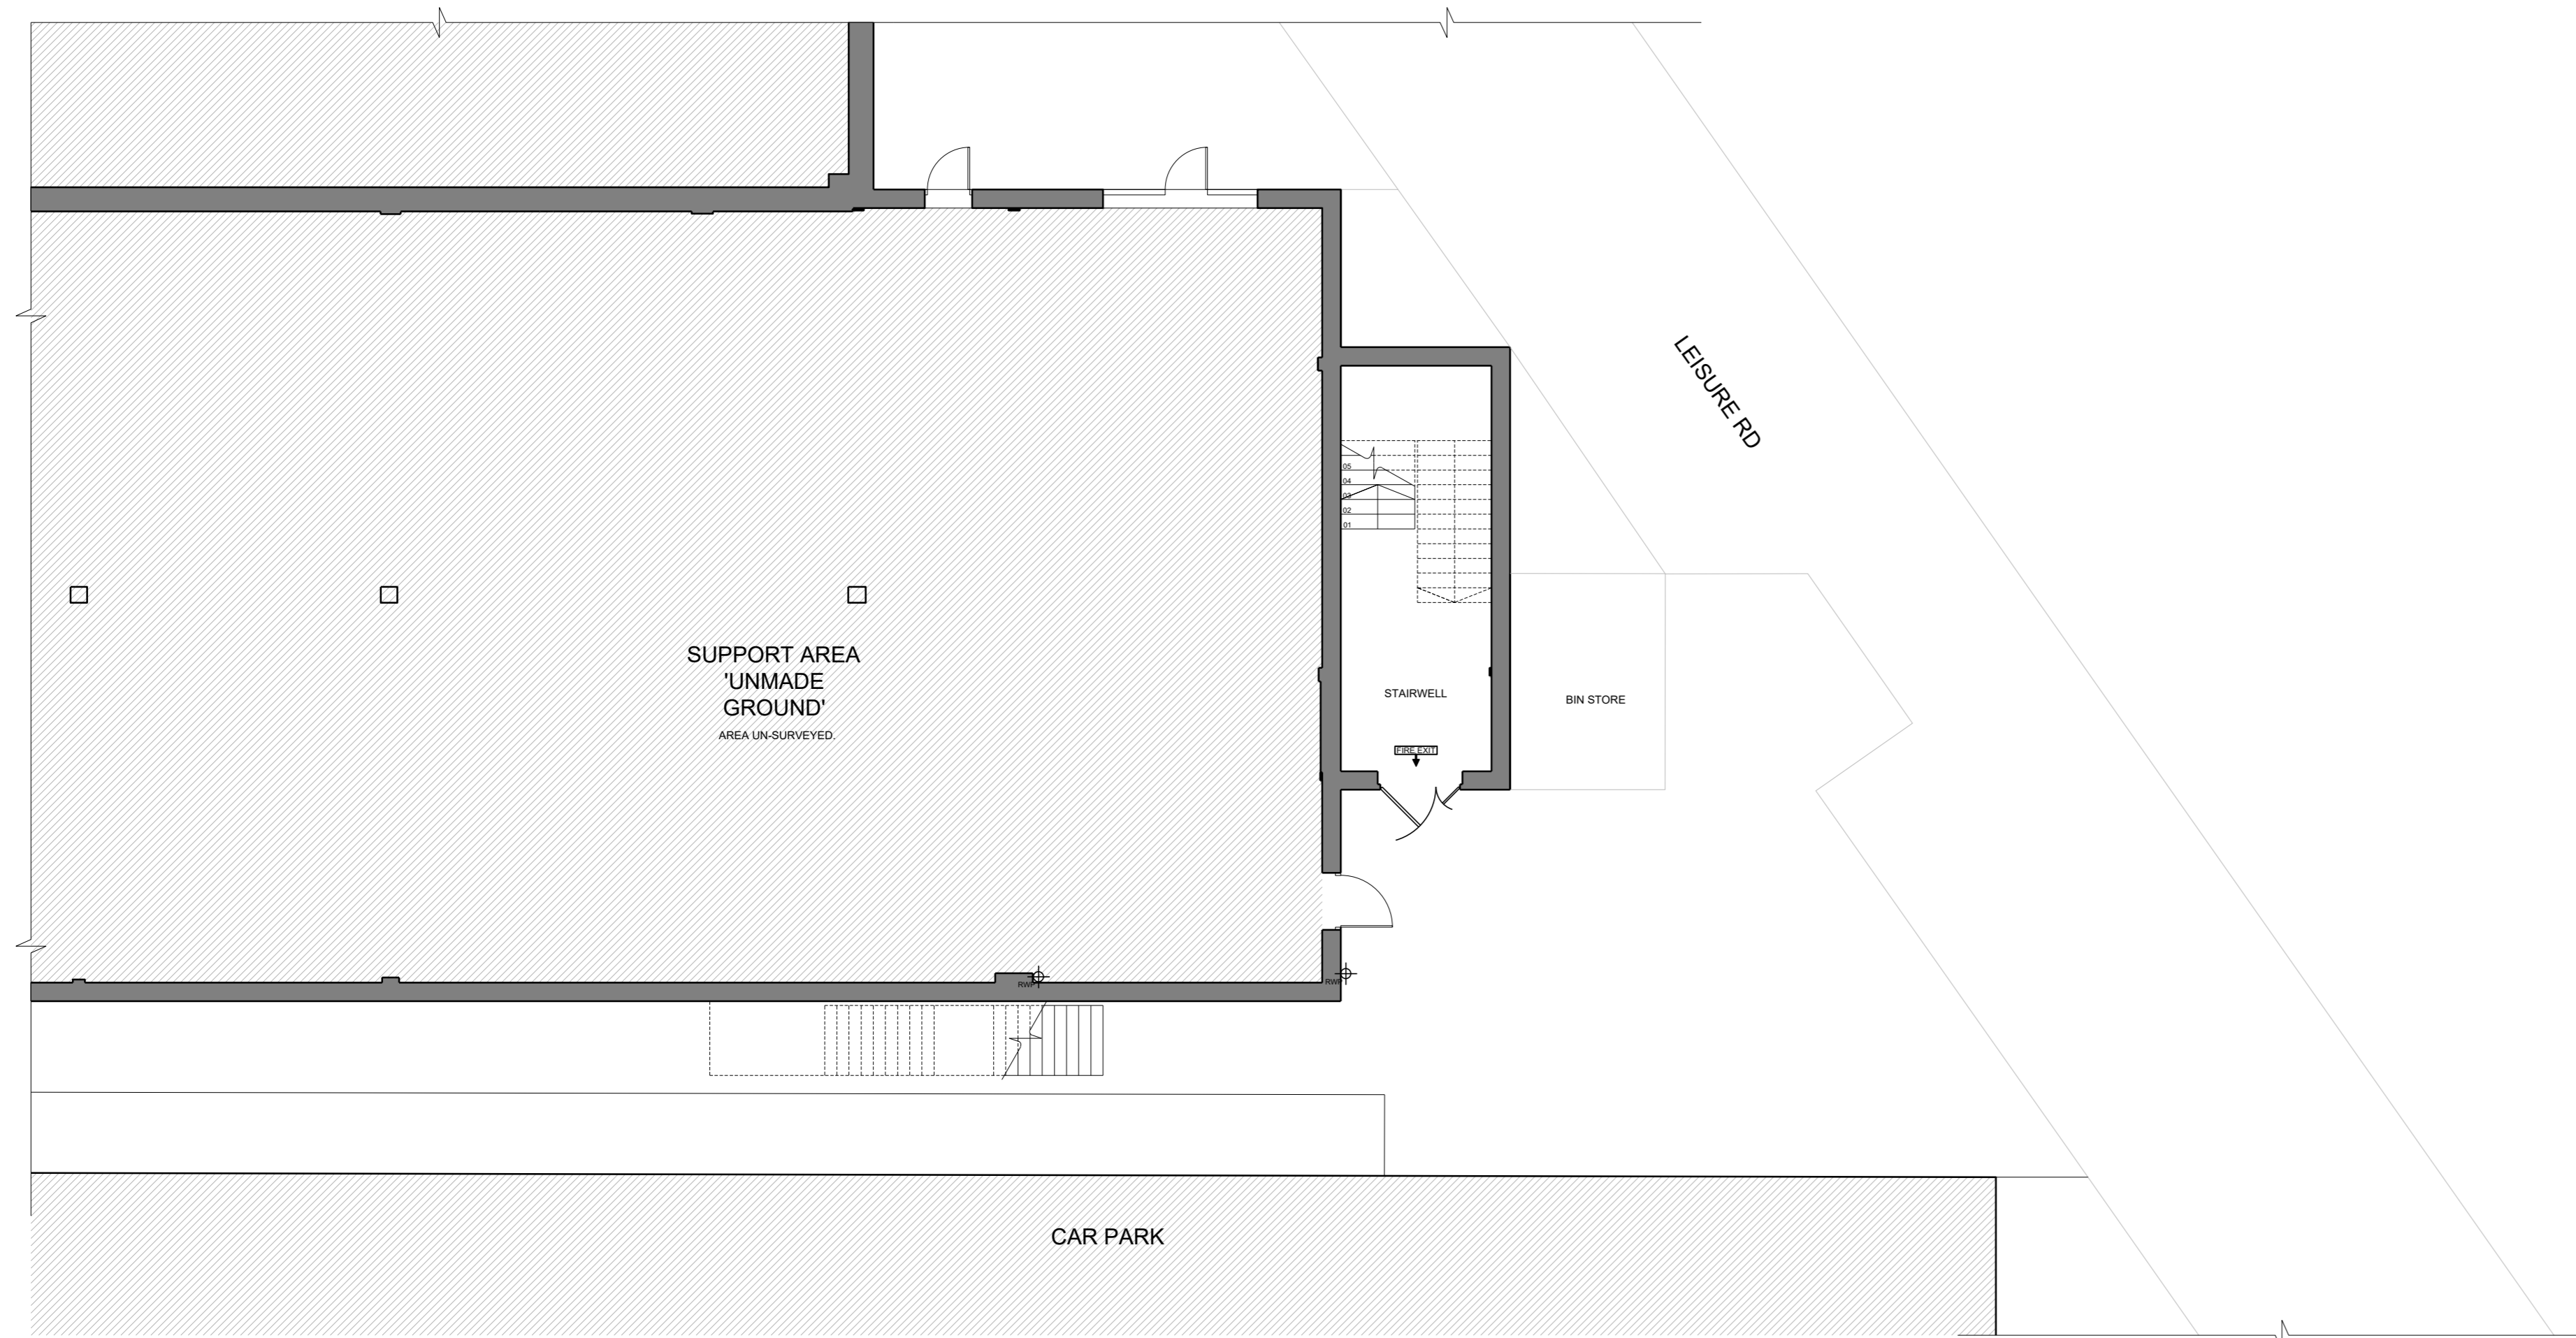 LEISURE RD
05
04
03
02
01
SUPPORT AREA
'UNMADE
GROUND'
AREA UN-SURVEYED.
STAIRWELL
BIN STORE
FIRE EXIT
RWP
RWP
CAR PARK